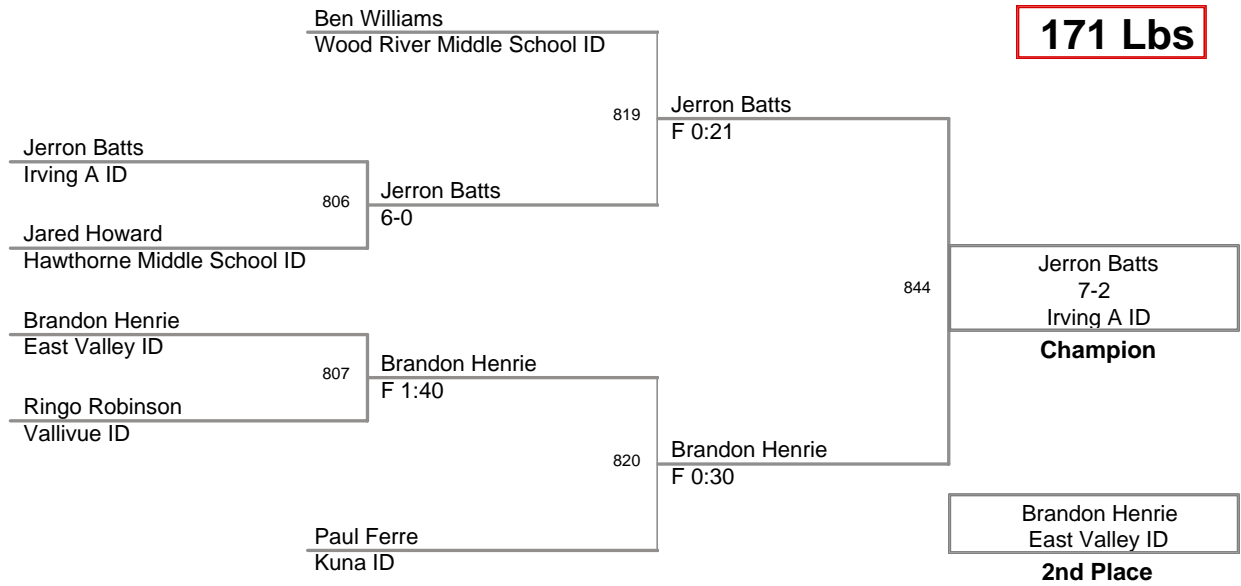 171 Lbs
Ben Williams
Wood River Middle School ID
819
Jerron Batts
F 0:21
Jerron Batts
Irving A ID
806
Jerron Batts
6-0
Jared Howard
Hawthorne Middle School ID
844
Jerron Batts
7-2
Irving A ID
Champion
Brandon Henrie
East Valley ID
807
Brandon Henrie
F 1:40
Ringo Robinson
Vallivue ID
820
Brandon Henrie
F 0:30
Paul Ferre
Kuna ID
Brandon Henrie
East Valley ID
2nd Place